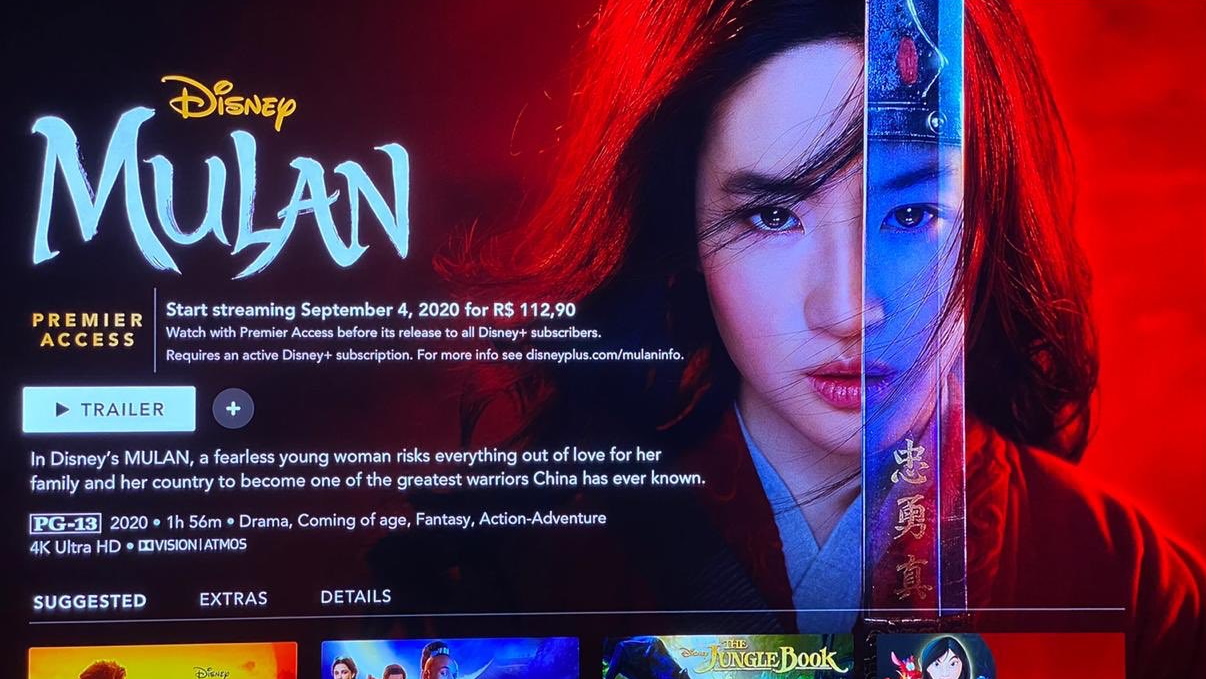 Disney
MULAN
PREMIER
ACCESS
Start streaming September 4, 2020 for R$ 112,90
Watch with Premier Access before its release to all Disney+ subscribers.
Requires an active Disney+ subscription. For more info see disneyplus.com/mulaninfo.
TRAILER
In Disney's MULAN, a fearless young woman risks everything out of love for her
family and her country to become one of the greatest warriors China has ever known.
PG-13 2020 • 1h 56m • Drama, Coming of age, Fantasy, Action-Adventure
4K Ultra HD • VISION | ATMOS
忠
勇
真
SUGGESTED EXTRAS DETAILS
Disney
Disney THE
JUNGLE BOOK